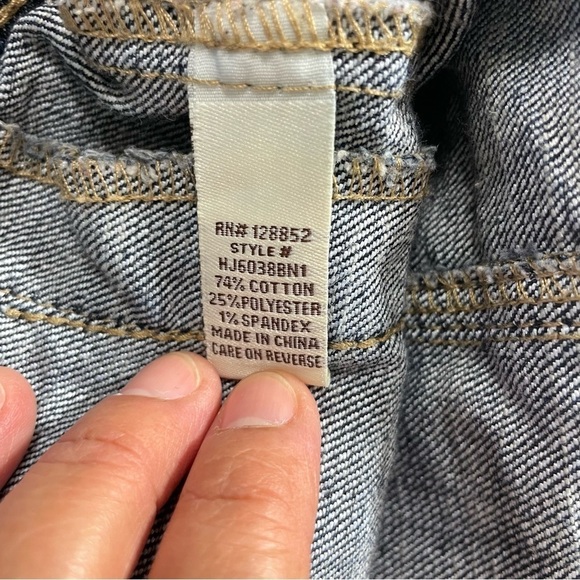 RN# 128852
STYLE #
HJ6038BN1
74% COTTON
25%POLYESTER
1% SPANDEX
MADE IN CHINA
CARE ON REVERSE